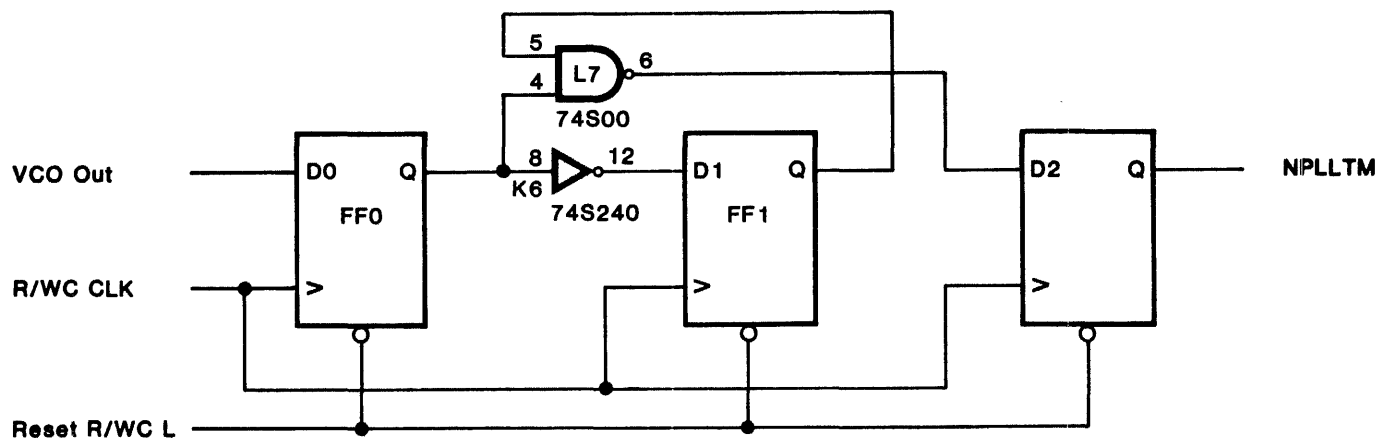 5
L7
6
4
74S00
VCO Out
D0 Q
FF0
>
8
K6
12
74S240
D1 Q
FF1
>
D2 Q
>
NPLLTM
R/WC CLK
Reset R/WC L